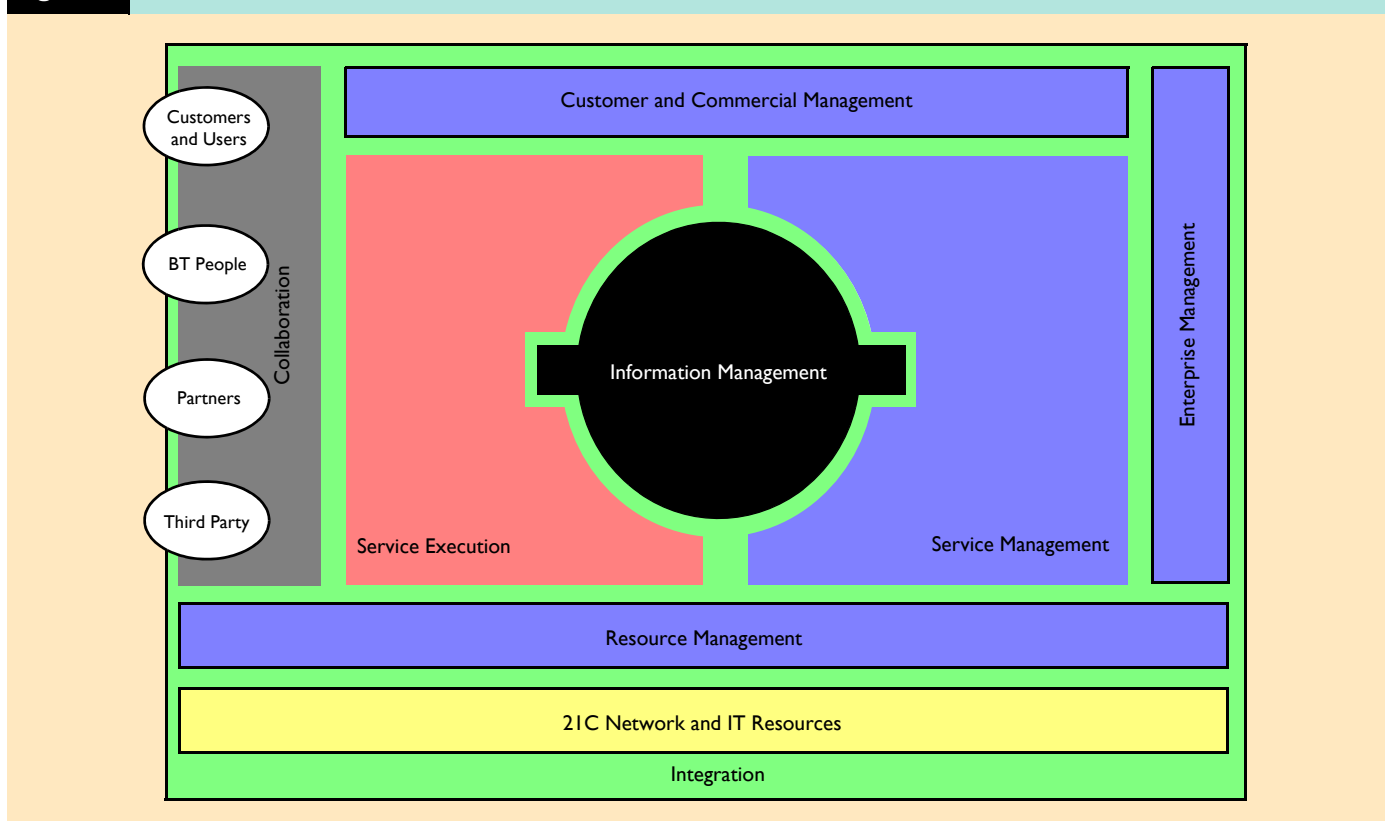 Customer and Commercial Management
Customers
and Users
BT People
Collaboration
Partners
Third Party
Information Management
Enterprise Management
Service Execution
Service Management
Resource Management
21C Network and IT Resources
Integration